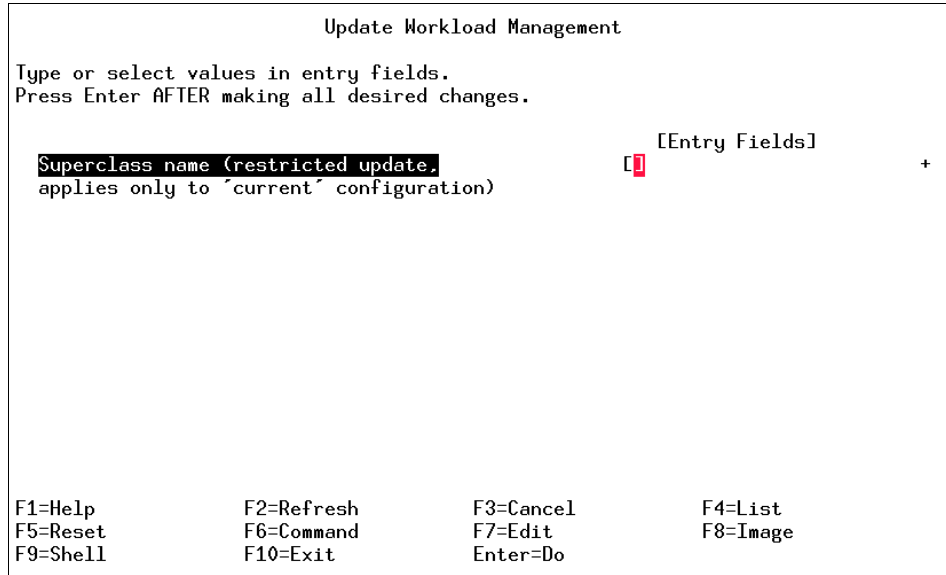 Update Workload Management
Type or select values in entry fields.
Press Enter AFTER making all desired changes.
[Entry Fields]
Superclass name (restricted update, [] +
applies only to ´current´ configuration)
F1=Help F2=Refresh F3=Cancel F4=List
F5=Reset F6=Command F7=Edit F8=Image
F9=Shell F10=Exit Enter=Do